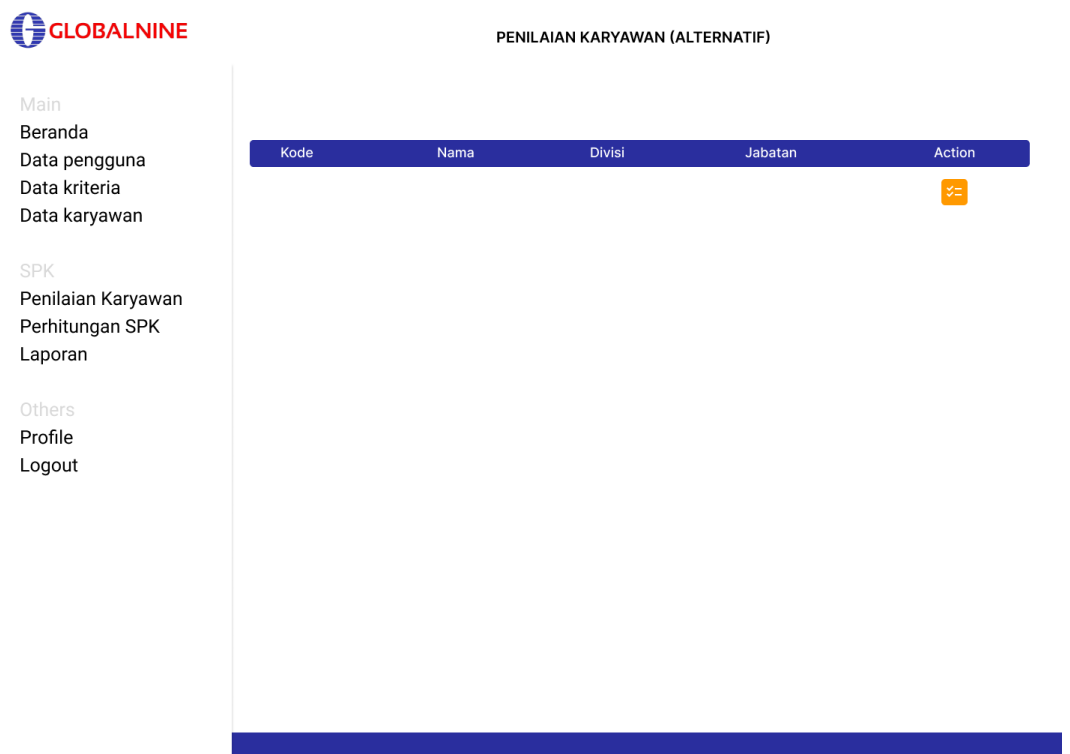 GLOBALNINE
PENILAIAN KARYAWAN (ALTERNATIF)
Main
Beranda
Data pengguna
Data kriteria
Data karyawan
SPK
Penilaian Karyawan
Perhitungan SPK
Laporan
Others
Profile
Logout
Kode Nama Divisi Jabatan Action